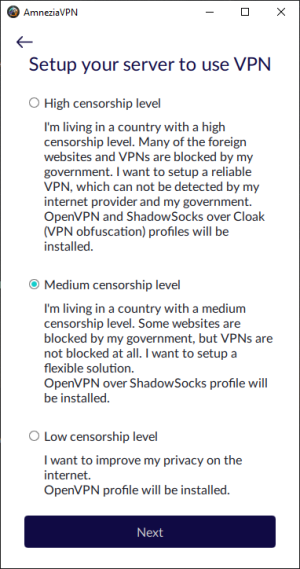 AmneziaVPN
Setup your server to use VPN
High censorship level
I'm living in a country with a high
censorship level. Many of the foreign
websites and VPNs are blocked by my
government. I want to setup a reliable
VPN, which can not be detected by my
internet provider and my government.
OpenVPN and ShadowSocks over Cloak
(VPN obfuscation) profiles will be
installed.
Medium censorship level
I'm living in a country with a medium
censorship level. Some websites are
blocked by my government, but VPNs are
not blocked at all. I want to setup a
flexible solution.
OpenVPN over ShadowSocks profile will
be installed.
Low censorship level
I want to improve my privacy on the
internet.
OpenVPN profile will be installed.
Next